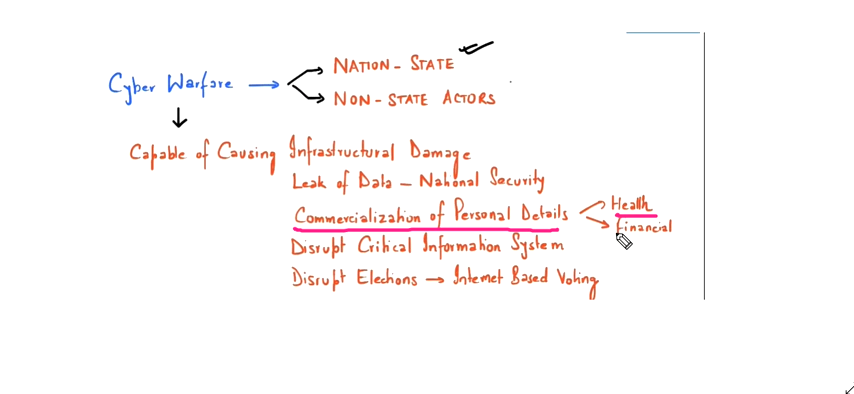 Cyber Warfare → NATION - STATE
NON - STATE ACTORS
Capable of Causing Infrastructural Damage
Leak of Data - National Security
Commercialization of Personal Details
Health
Financial
Disrupt Critical Information System
Disrupt Elections → Internet Based Voting